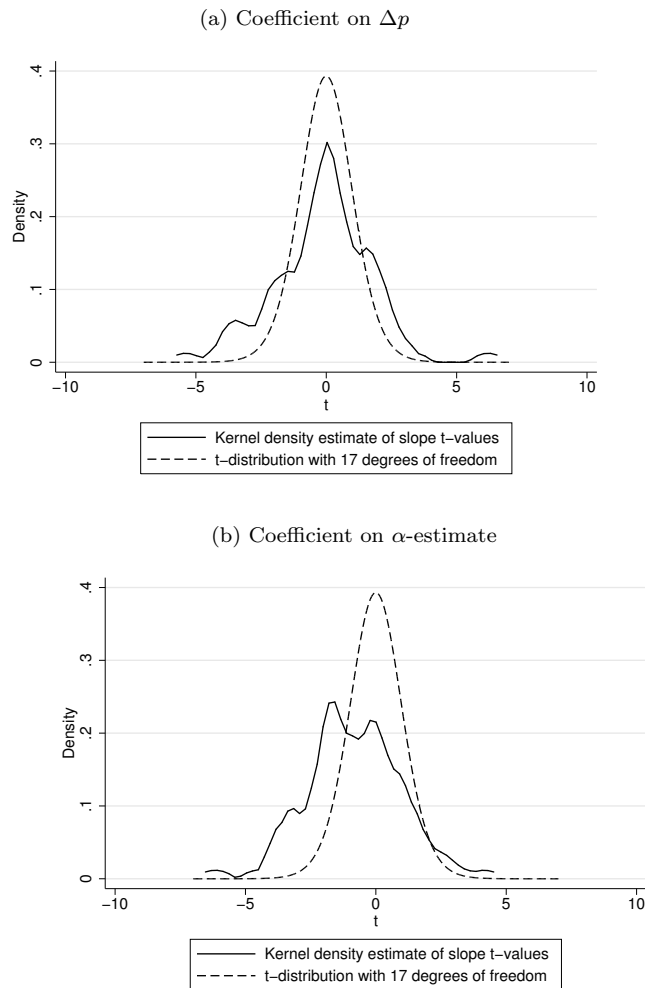 (a) Coefficient on Δp
.4
.3
.2
.1
0
Density
−10 −5 0 5 10
t
Kernel density estimate of slope t−values
t−distribution with 17 degrees of freedom
(b) Coefficient on α-estimate
.4
.3
.2
.1
0
Density
−10 −5 0 5 10
t
Kernel density estimate of slope t−values
t−distribution with 17 degrees of freedom